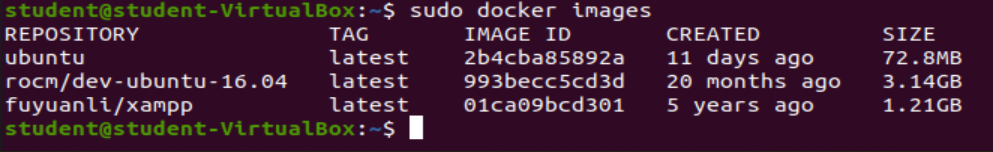 student@student-VirtualBox:~$ sudo docker images
REPOSITORY TAG IMAGE ID CREATED SIZE
ubuntu latest 2b4cba85892a 11 days ago 72.8MB
rocm/dev-ubuntu-16.04 latest 993becc5cd3d 20 months ago 3.14GB
fuyuanli/xampp latest 01ca09bcd301 5 years ago 1.21GB
student@student-VirtualBox:~$